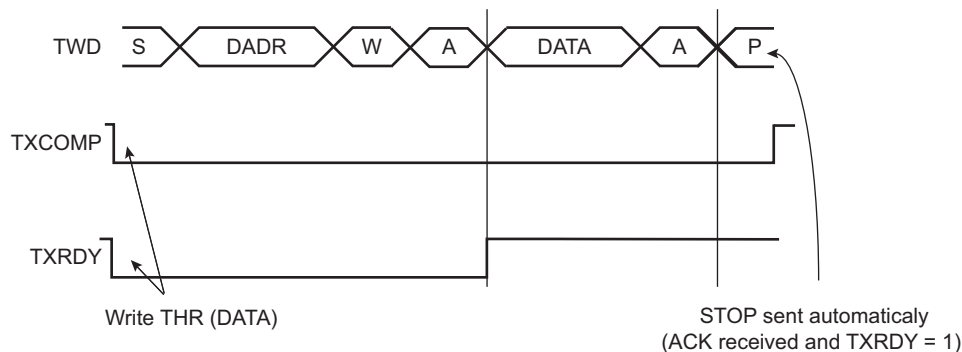 TWD S DADR W A DATA A P
TXCOMP
TXRDY
Write THR (DATA)
STOP sent automaticaly
(ACK received and TXRDY = 1)